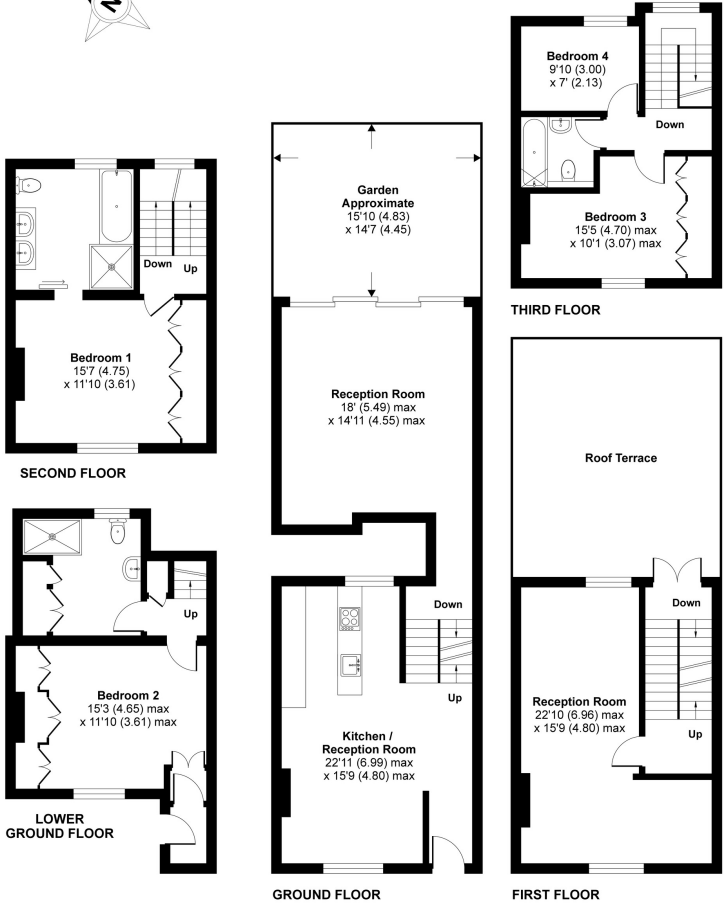 N
Bedroom 4
9'10 (3.00)
x 7' (2.13)
Down
Bedroom 3
15'5 (4.70) max
x 10'1 (3.07) max
THIRD FLOOR
Garden
Approximate
15'10 (4.83)
x 14'7 (4.45)
Down
Up
Bedroom 1
15'7 (4.75)
x 11'10 (3.61)
SECOND FLOOR
Reception Room
18' (5.49) max
x 14'11 (4.55) max
Roof Terrace
Up
Bedroom 2
15'3 (4.65) max
x 11'10 (3.61) max
LOWER
GROUND FLOOR
Down
Up
Kitchen /
Reception Room
22'11 (6.99) max
x 15'9 (4.80) max
GROUND FLOOR
Down
Reception Room
22'10 (6.96) max
x 15'9 (4.80) max
Up
FIRST FLOOR